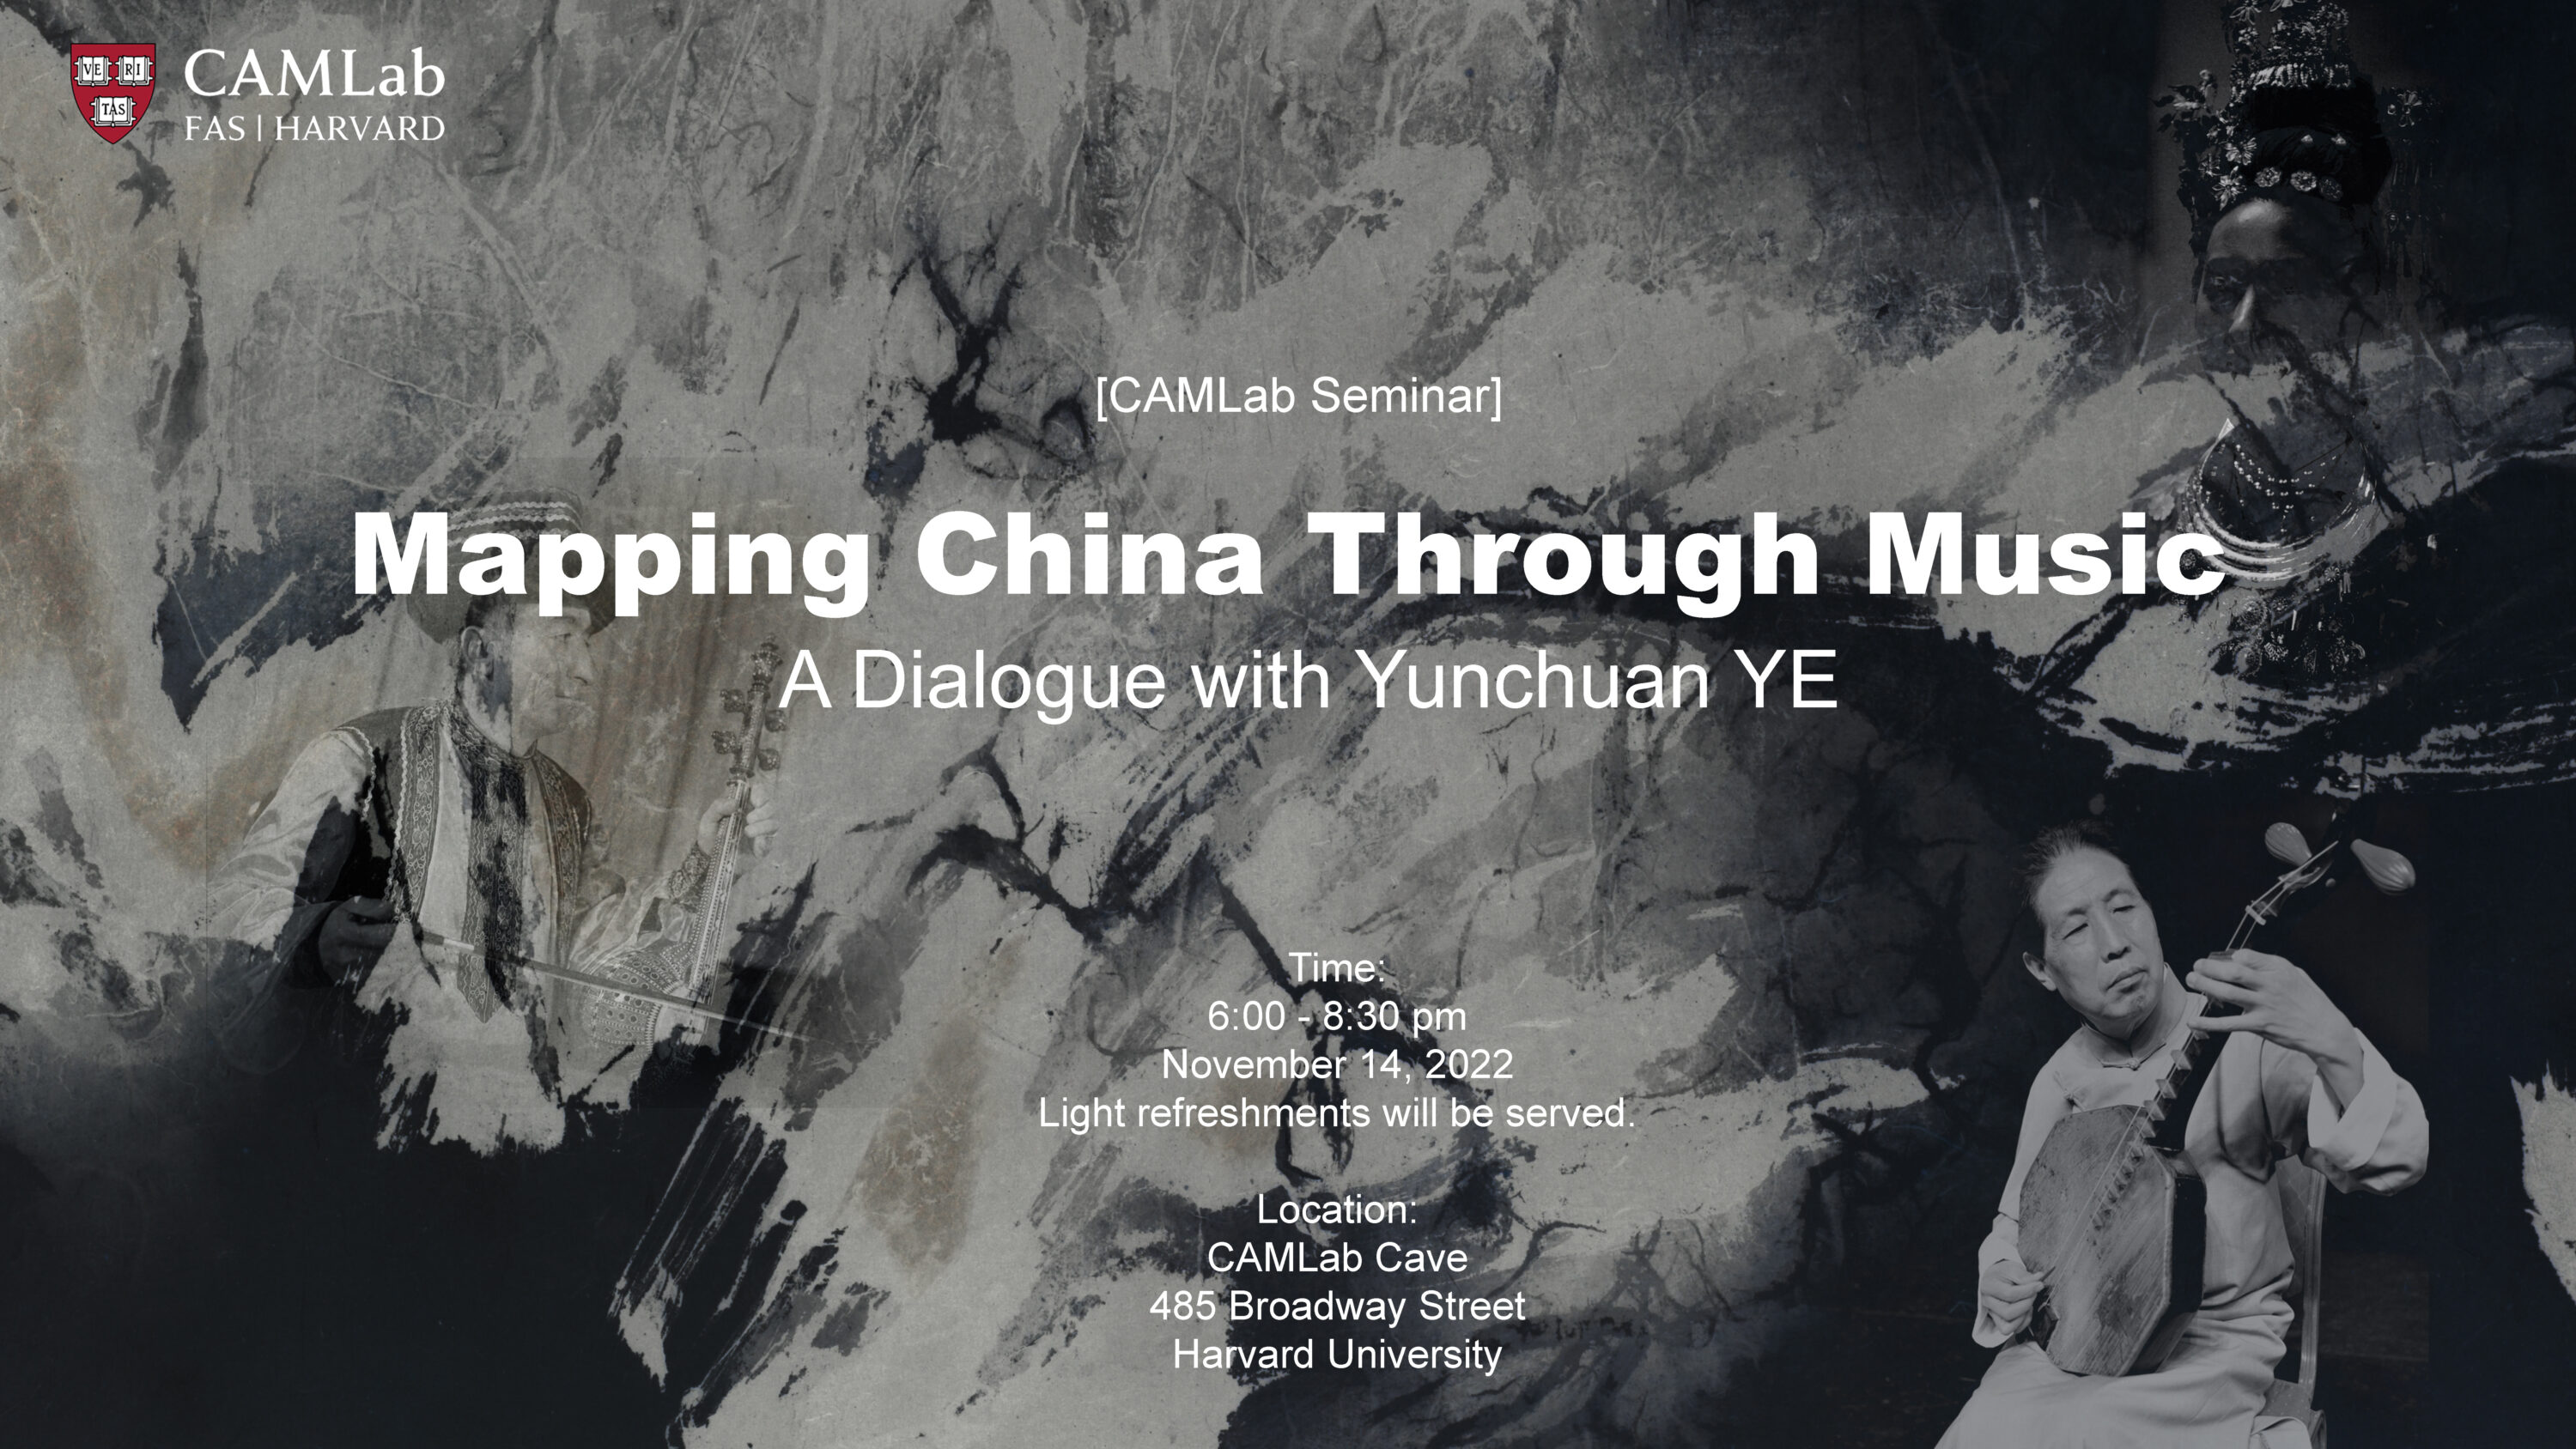 VE RI
TAS
CAMLab
FAS | HARVARD
[CAMLab Seminar]
Mapping China Through Music
A Dialogue with Yunchuan YE
Time:
6:00 - 8:30 pm
November 14, 2022
Light refreshments will be served.
Location:
CAMLab Cave
485 Broadway Street
Harvard University